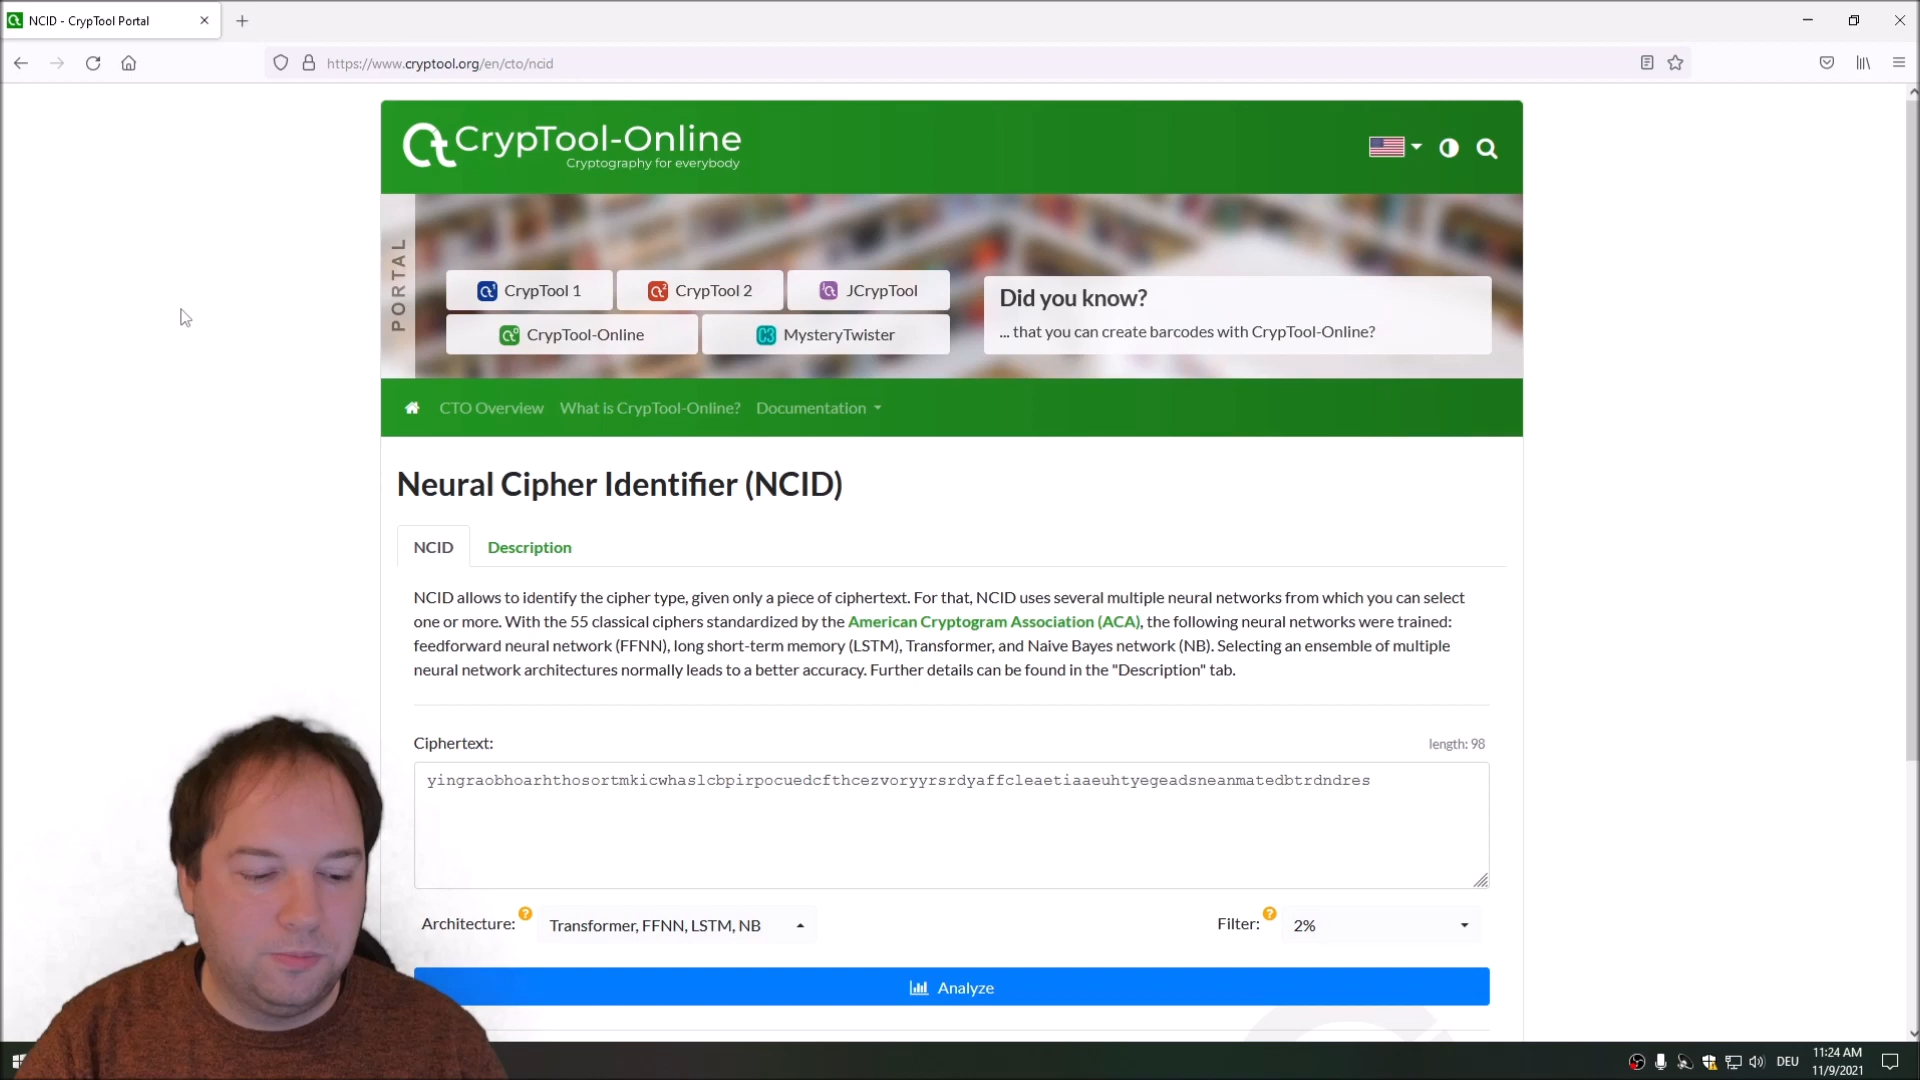 NCID - CrypTool Portal
https://www.cryptool.org/en/cto/ncid
CrypTool-Online
Cryptography for everybody
PORTAL
CrypTool 1
CrypTool 2
JCrypTool
CrypTool-Online
MysteryTwister
Did you know?
... that you can create barcodes with CrypTool-Online?
CTO Overview
What is CrypTool-Online?
Documentation
Neural Cipher Identifier (NCID)
NCID
Description
NCID allows to identify the cipher type, given only a piece of ciphertext. For that, NCID uses several multiple neural networks from which you can select
one or more. With the 55 classical ciphers standardized by the American Cryptogram Association (ACA), the following neural networks were trained:
feedforward neural network (FFNN), long short-term memory (LSTM), Transformer, and Naive Bayes network (NB). Selecting an ensemble of multiple
neural network architectures normally leads to a better accuracy. Further details can be found in the "Description" tab.
Ciphertext:
length: 98
yingraobhoarhthosortmkicwhaslcbpirpocuedcfthcezvoryyrsrdyaffcleaetiaaeuhtyegeadsneanmatedbtrdndres
Architecture:
?
Transformer, FFNN, LSTM, NB
Filter:
?
2%
Analyze
DEU
11:24 AM
11/9/2021